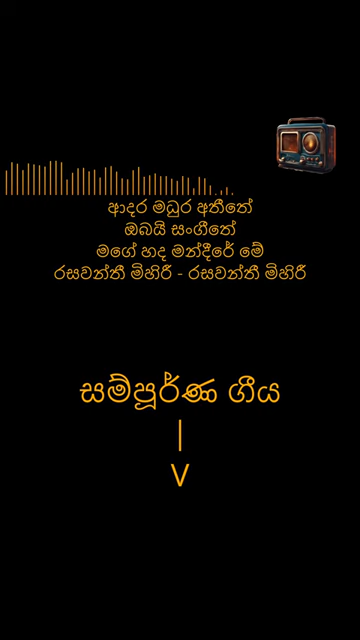 ආදර මධුර අතීතේ
ඔබයි සංගීතේ
මගේ හද මන්දීරේ මේ
රසවන්තී මිහිරී - රසවන්තී මිහිරී
සම්පූර්ණ ගීය
|
V